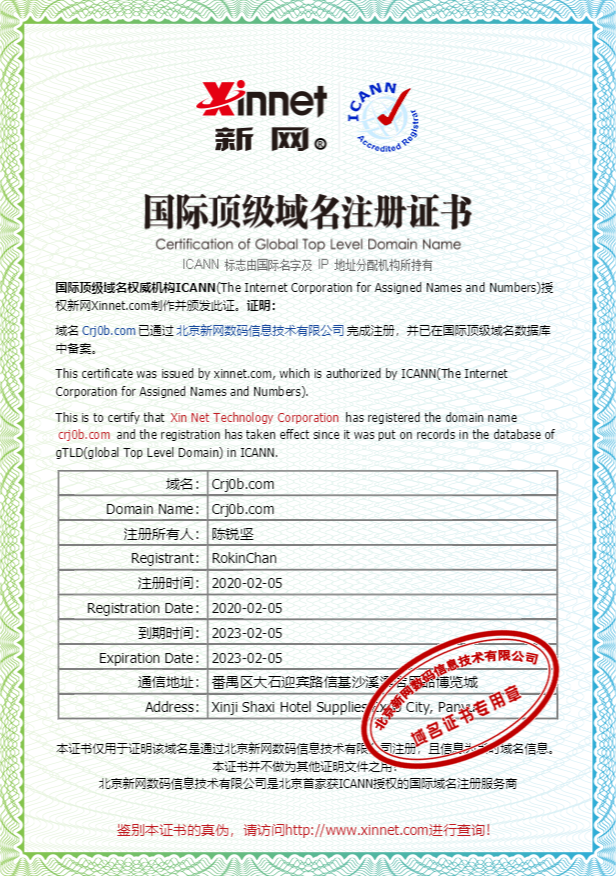 xinnet
新网®
ICANN
Accredited Registrar
国际顶级域名注册证书
Certification of Global Top Level Domain Name
ICANN 标志由国际名字及 IP 地址分配机构所持有
国际顶级域名权威机构ICANN(The Internet Corporation for Assigned Names and Numbers)授
权新网Xinnet.com制作并颁发此证。证明：
域名 Crj0b.com 已通过 北京新网数码信息技术有限公司 完成注册，并已在国际顶级域名数据库
中备案。
This certificate was issued by xinnet.com, which is authorized by ICANN(The Internet
Corporation for Assigned Names and Numbers).
This is to certify that Xin Net Technology Corporation has registered the domain name
crj0b.com and the registration has taken effect since it was put on records in the database of
gTLD(global Top Level Domain) in ICANN.
域名： Crj0b.com
Domain Name： Crj0b.com
注册所有人： 陈锐坚
Registrant： RokinChan
注册时间： 2020-02-05
Registration Date： 2020-02-05
到期时间： 2023-02-05
Expiration Date： 2023-02-05
通信地址： 番禺区大石迎宾路信基沙溪酒店用品博览城
Address： Xinji Shaxi Hotel Supplies Expo City, Panyu
北京新网数码信息技术有限公司
域名证书专用章
本证书仅用于证明该域名是通过北京新网数码信息技术有限公司注册，且信息为当时域名信息。
本证书并不做为其他证明文件之用。
北京新网数码信息技术有限公司是北京首家获ICANN授权的国际域名注册服务商
鉴别本证书的真伪，请访问http://www.xinnet.com进行查询！